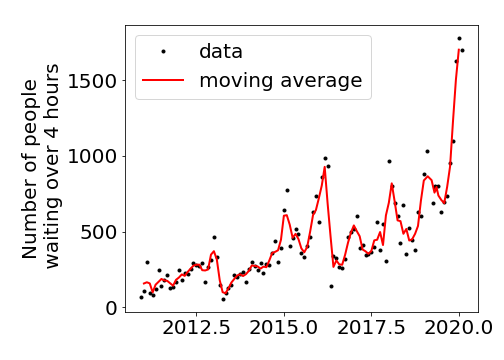 data
moving average
Number of people
waiting over 4 hours
1500
1000
500
0
2012.5 2015.0 2017.5 2020.0